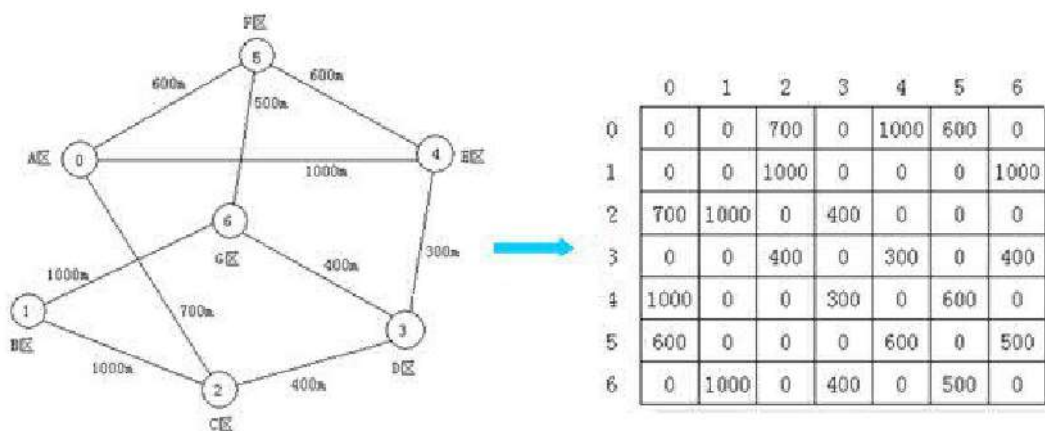 F区
5
600m
600m
500m
A区
0
4
E区
1000m
6
G区
300m
1000m
400m
1
B区
700m
3
D区
1000m
400m
2
C区
0 1 2 3 4 5 6
0 0 0 700 0 1000 600 0
1 0 0 1000 0 0 0 1000
2 700 1000 0 400 0 0 0
3 0 0 400 0 300 0 400
4 1000 0 0 300 0 600 0
5 600 0 0 0 600 0 500
6 0 1000 0 400 0 500 0